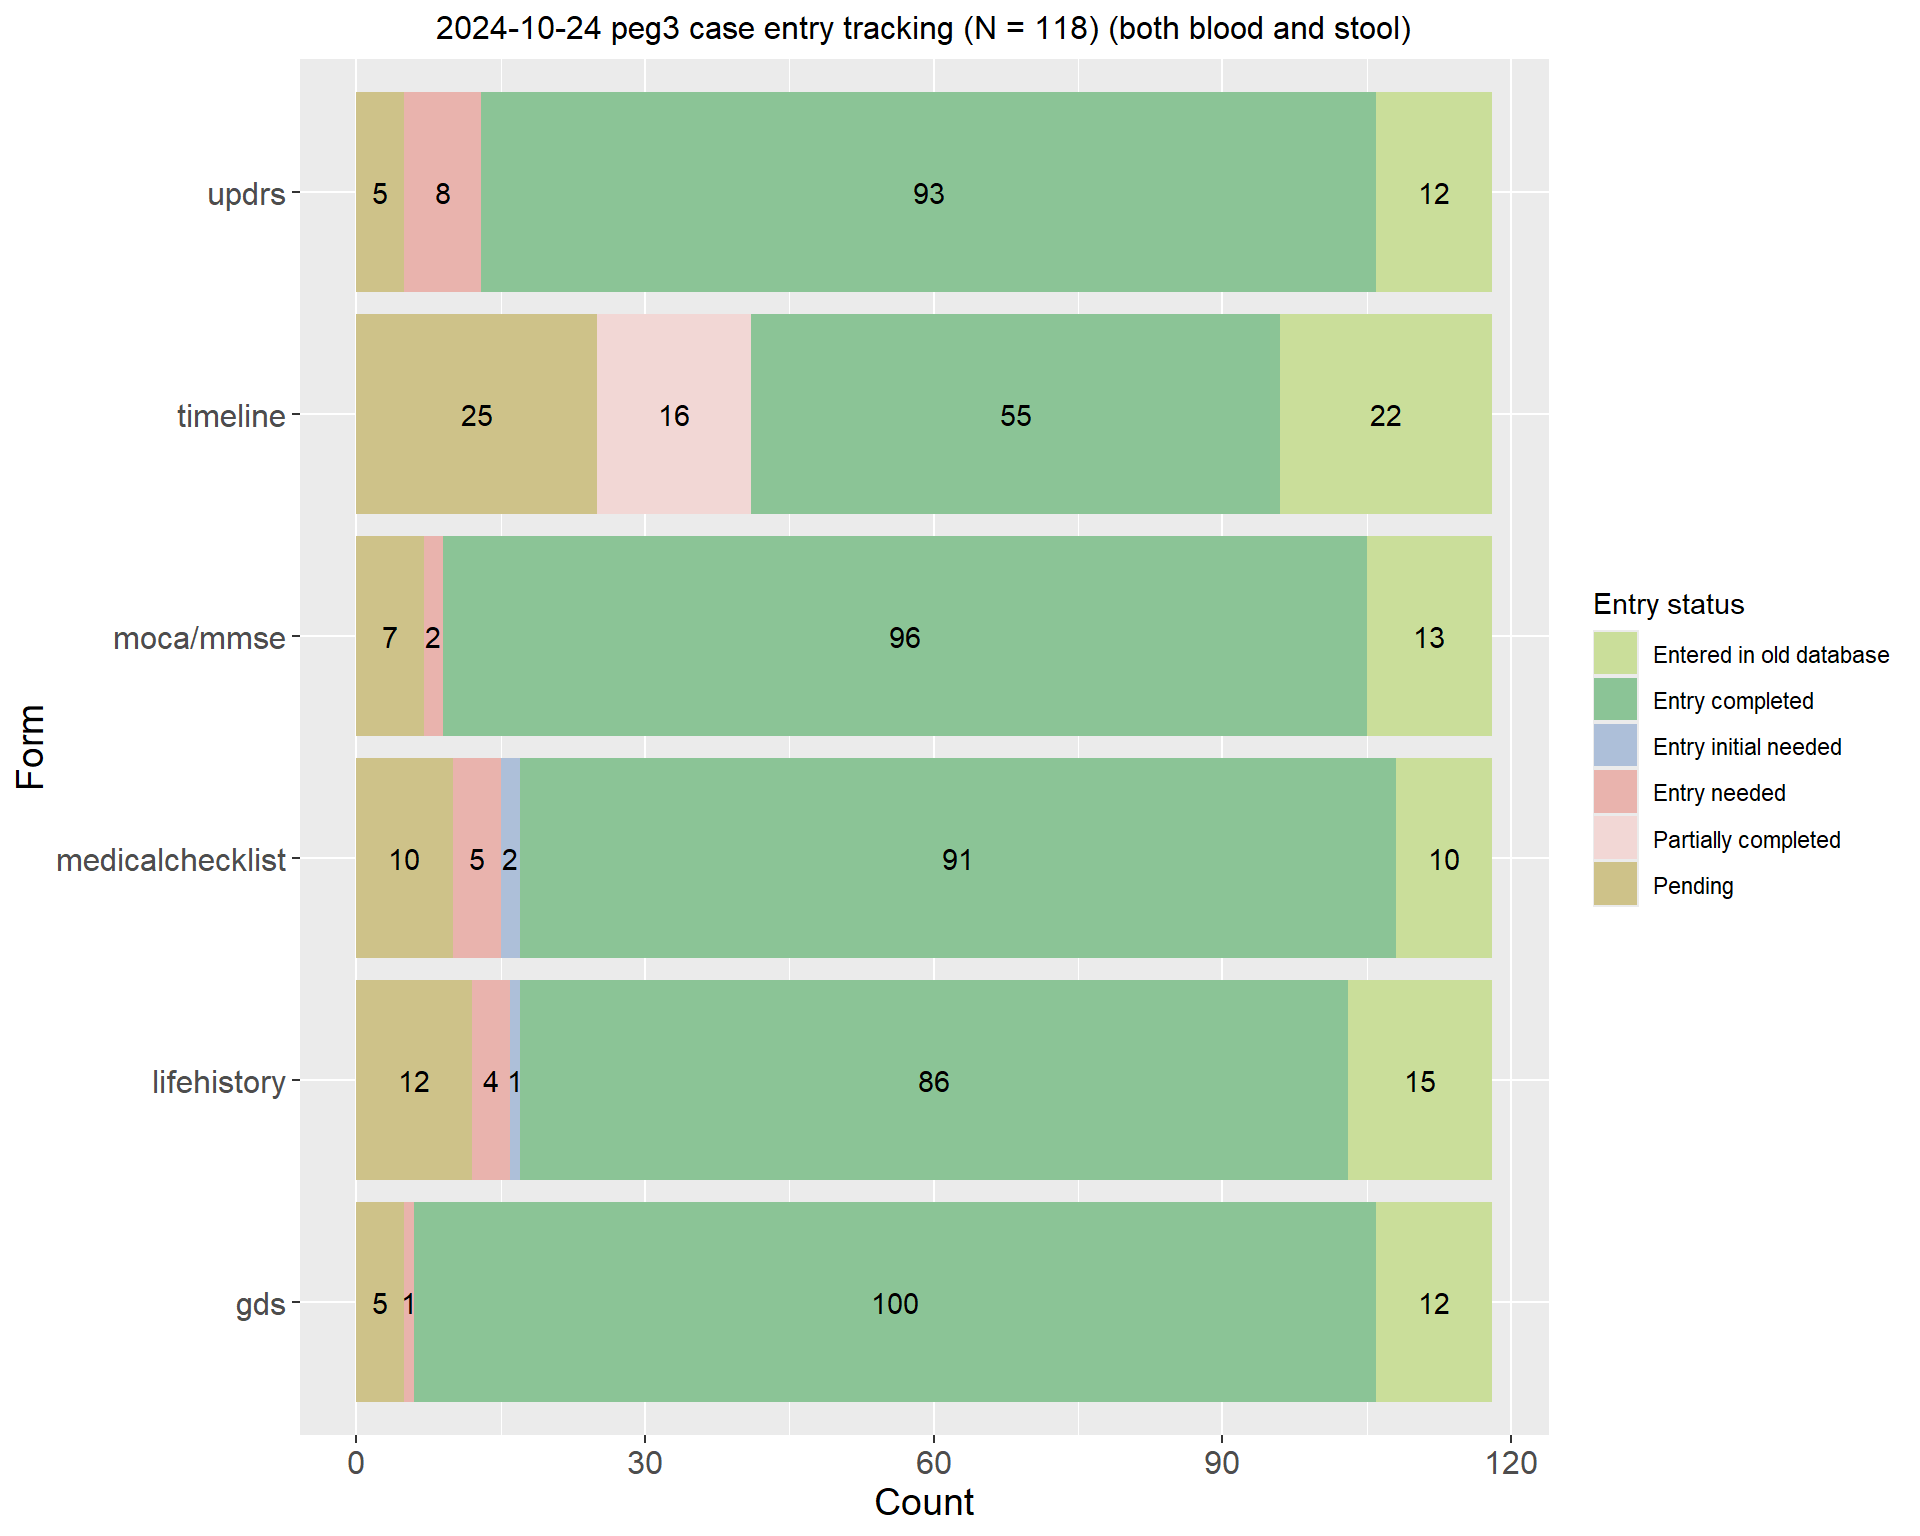 2024-10-24 peg3 case entry tracking (N = 118) (both blood and stool)
updrs
5 8 93 12
timeline
25 16 55 22
moca/mmse
7 2 96 13
medicalchecklist
10 5 2 91 10
lifehistory
12 4 1 86 15
gds
5 1 100 12
Form
0 30 60 90 120
Count
Entry status
Entered in old database
Entry completed
Entry initial needed
Entry needed
Partially completed
Pending